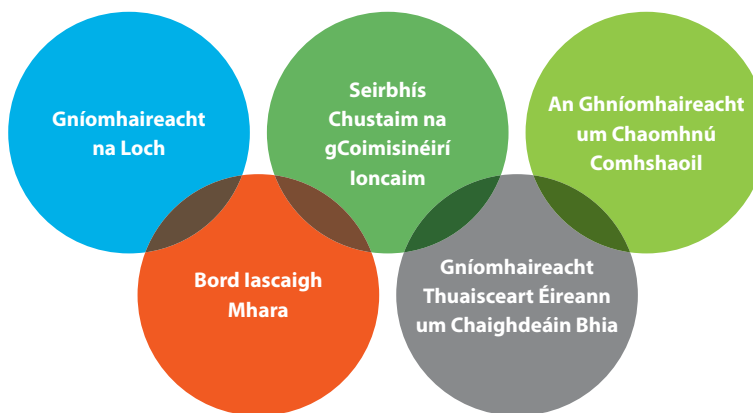 Gníomhaireacht
na Loch
Seirbhís
Chustaim na
gCoimisinéirí
Ioncaim
An Ghníomhaireacht
um Chaomhnú
Comhshaoil
Bord Iascaigh
Mhara
Gníomhaireacht
Thuaisceart Éireann
um Chaighdeáin Bhia